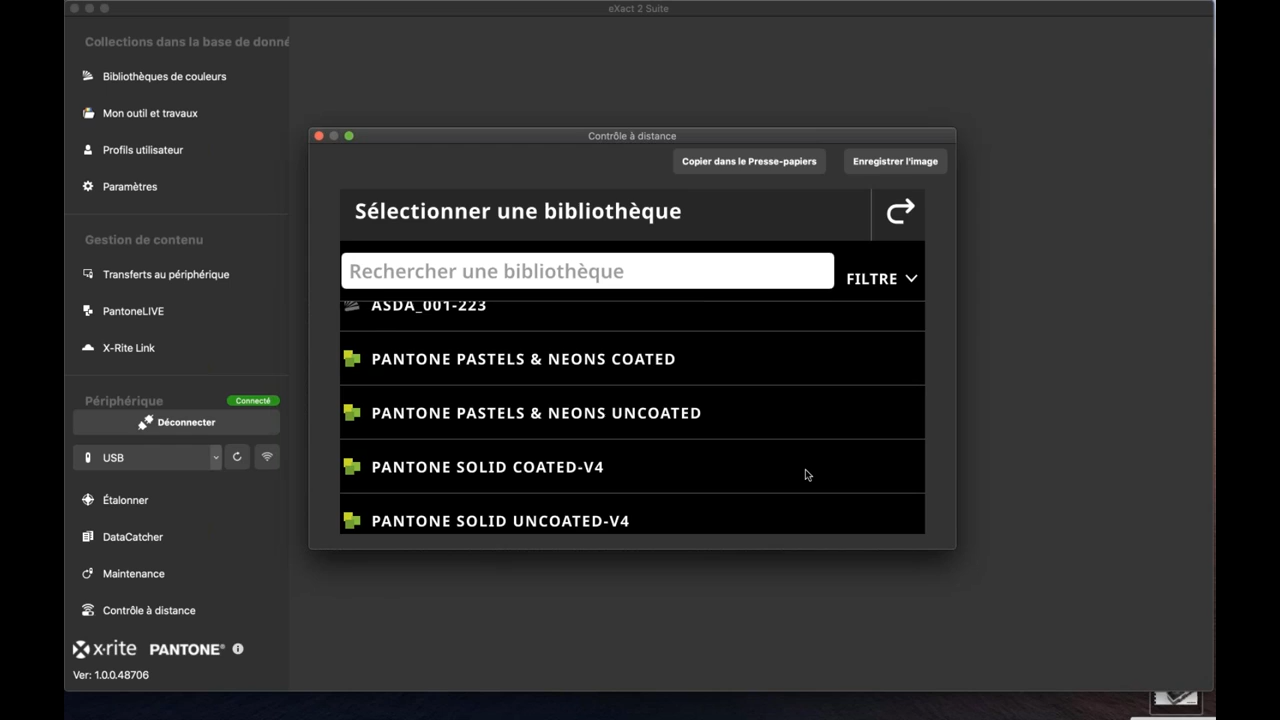 eXact 2 Suite
Collections dans la base de donné
Bibliothèques de couleurs
Mon outil et travaux
Profils utilisateur
Paramètres
Gestion de contenu
Transferts au périphérique
PantoneLIVE
X-Rite Link
Périphérique
Connecté
Déconnecter
USB
Étalonner
DataCatcher
Maintenance
Contrôle à distance
x·rite PANTONE®
Ver: 1.0.0.48706
Contrôle à distance
Copier dans le Presse-papiers
Enregistrer l'image
Sélectionner une bibliothèque
Rechercher une bibliothèque
FILTRE
ASDA_001-223
PANTONE PASTELS & NEONS COATED
PANTONE PASTELS & NEONS UNCOATED
PANTONE SOLID COATED-V4
PANTONE SOLID UNCOATED-V4